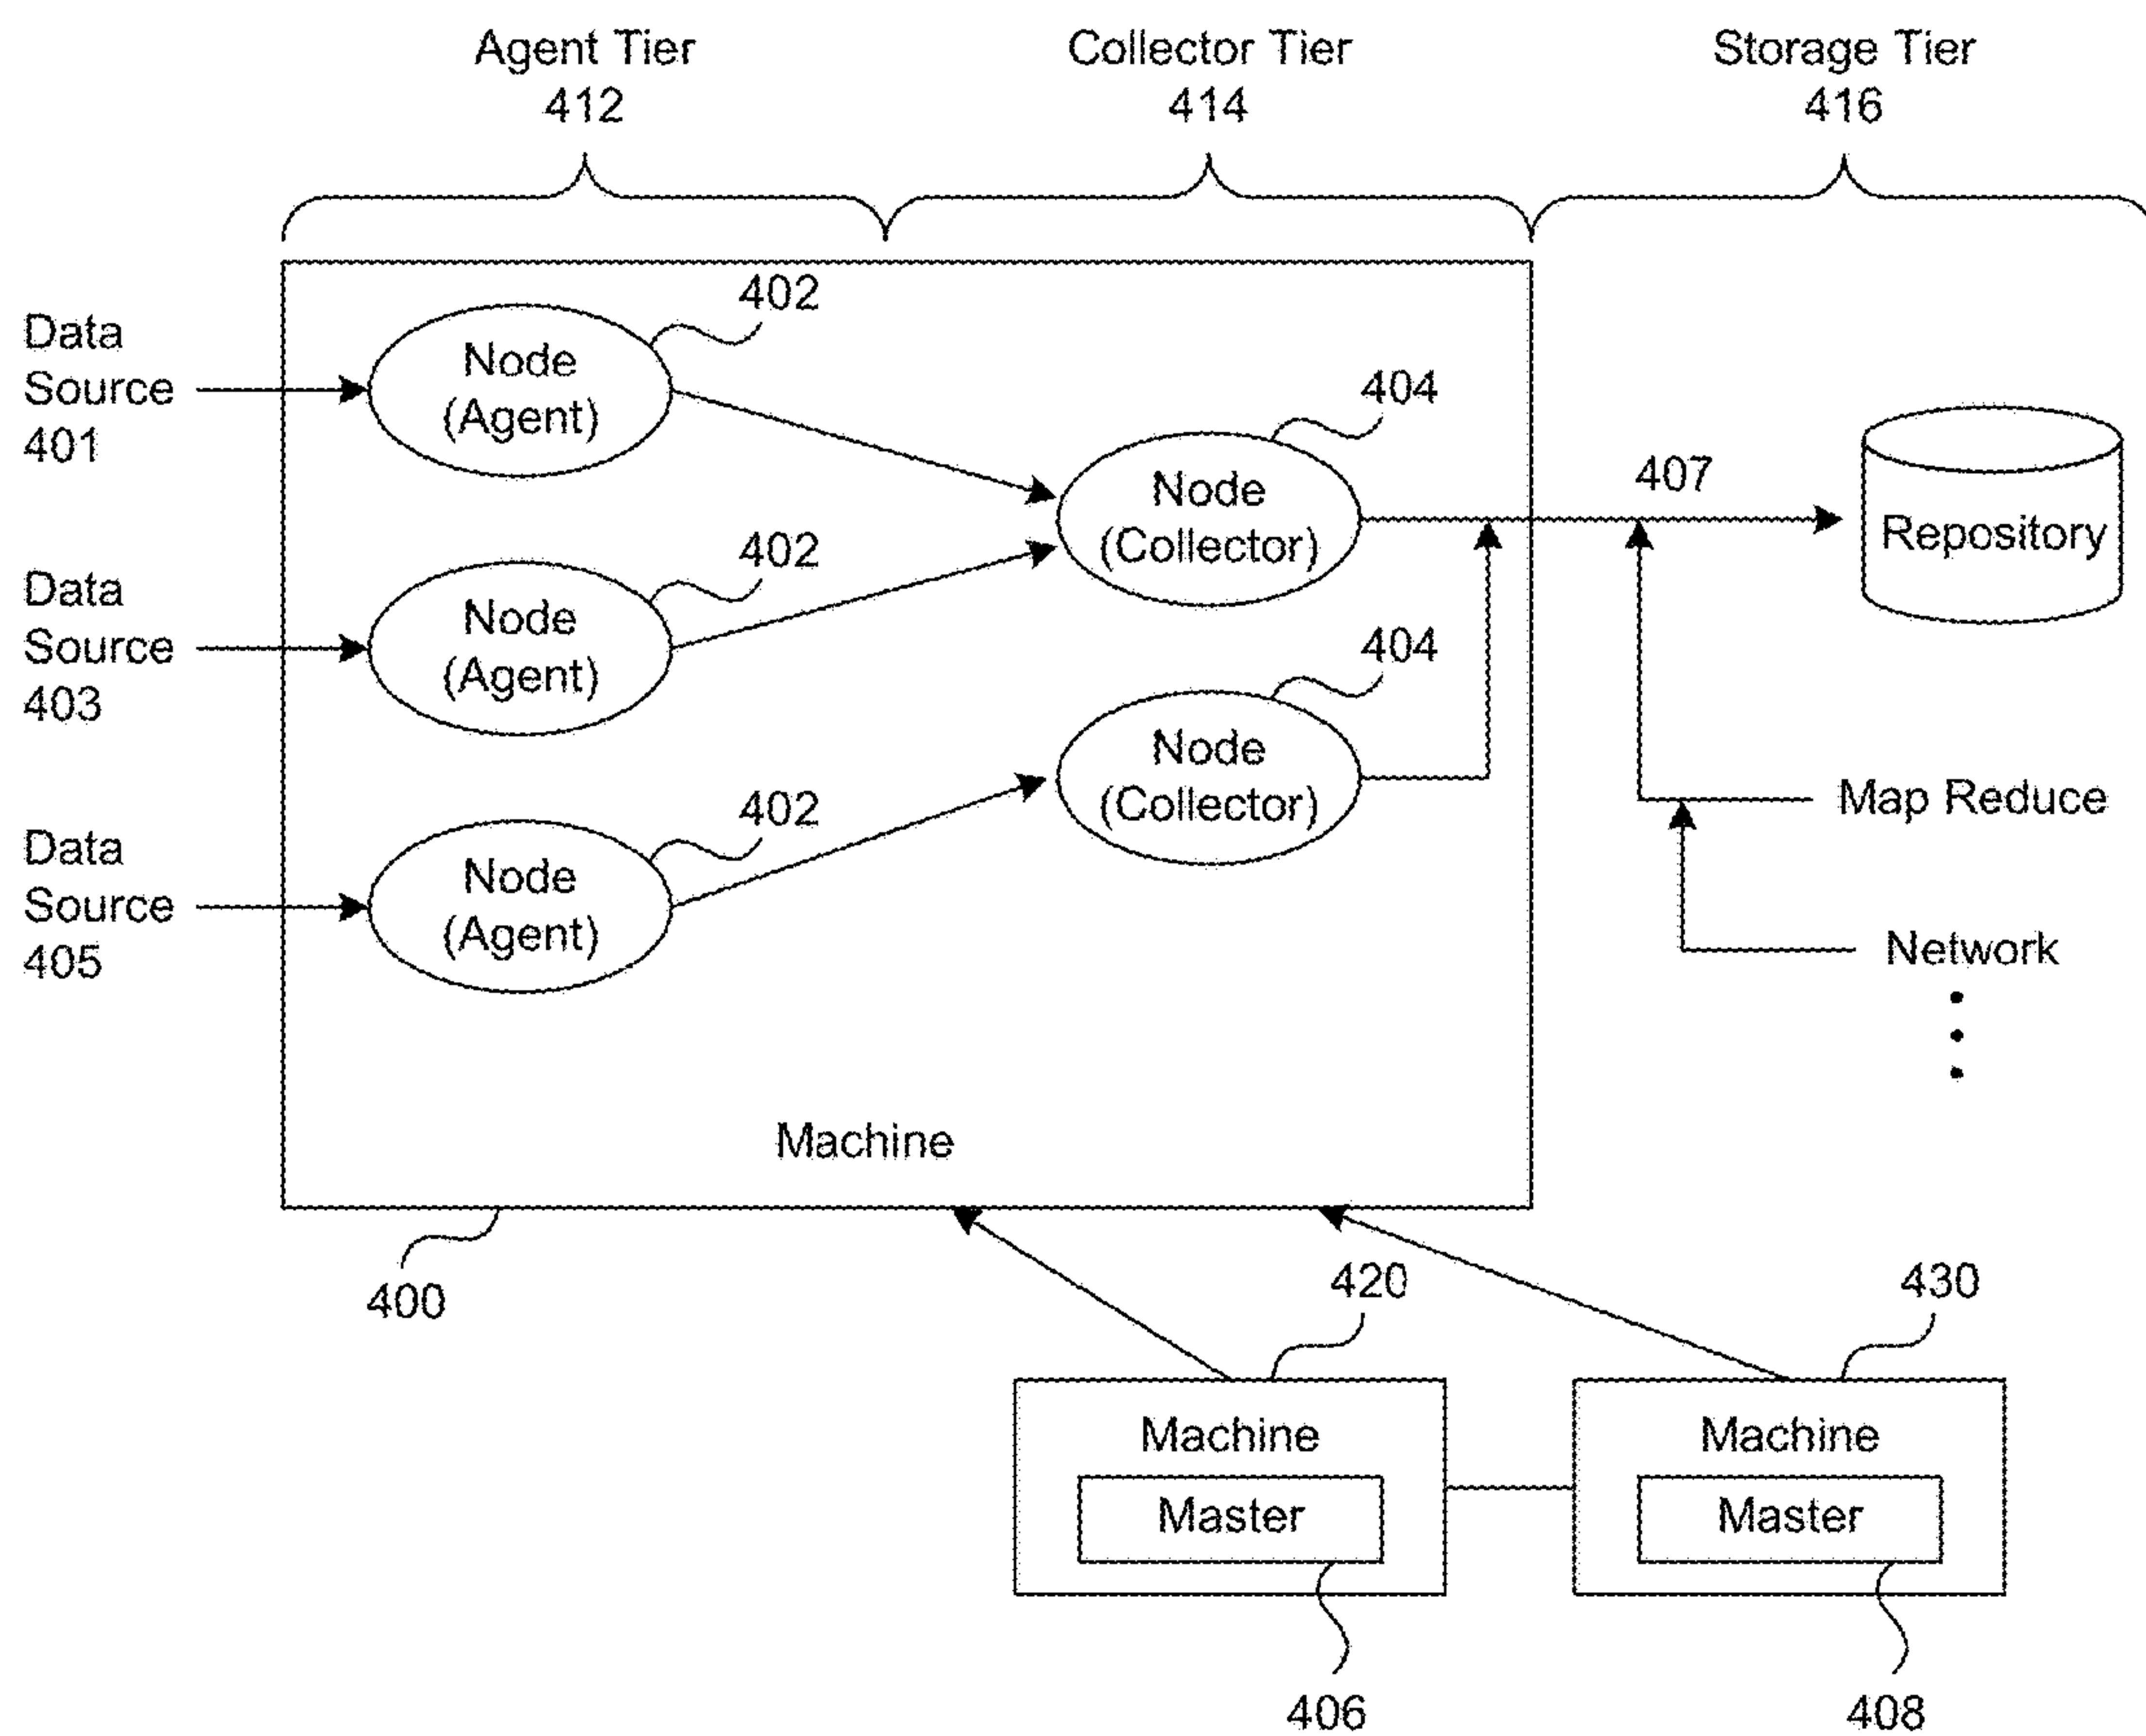 Agent Tier
412
Collector Tier
414
Storage Tier
416
Data
Source
401
Node
(Agent)
402
Data
Source
403
Node
(Agent)
402
Data
Source
405
Node
(Agent)
402
Node
(Collector)
404
Node
(Collector)
404
407
Repository
Map Reduce
Network
Machine
400
420
Machine
Master
406
430
Machine
Master
408